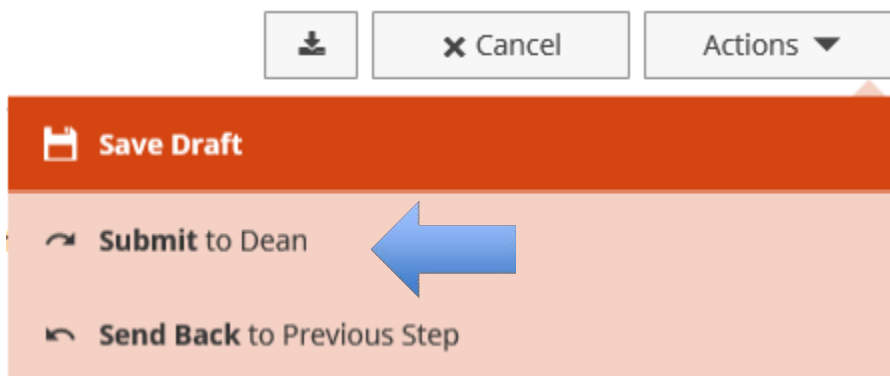 Cancel
Actions
Save Draft
Submit to Dean
Send Back to Previous Step